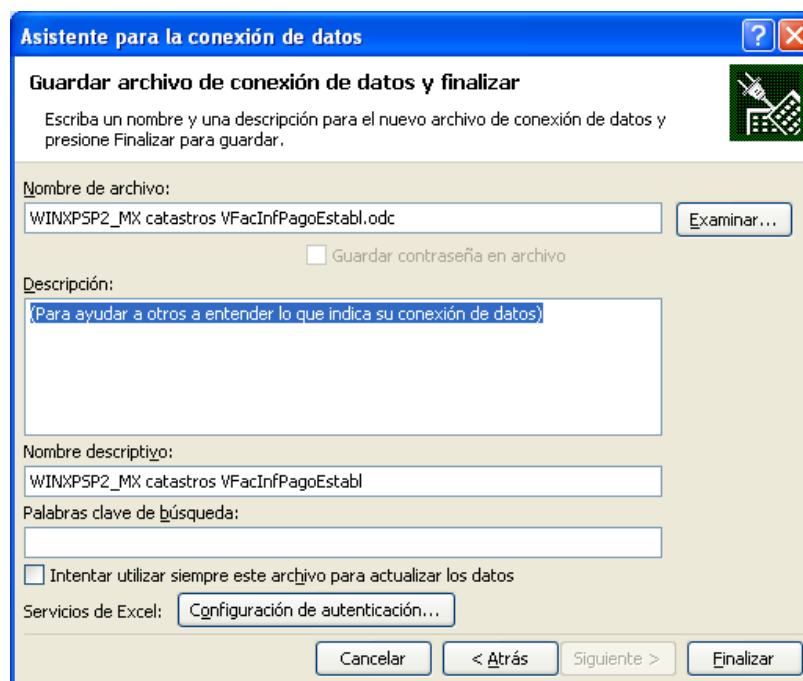 Asistente para la conexión de datos
Guardar archivo de conexión de datos y finalizar
Escriba un nombre y una descripción para el nuevo archivo de conexión de datos y
presione Finalizar para guardar.
Nombre de archivo:
WINXPSP2_MX catastros VFacInfPagoEstabl.odc
Examinar...
Guardar contraseña en archivo
Descripción:
(Para ayudar a otros a entender lo que indica su conexión de datos)
Nombre descriptivo:
WINXPSP2_MX catastros VFacInfPagoEstabl
Palabras clave de búsqueda:
Intentar utilizar siempre este archivo para actualizar los datos
Servicios de Excel: Configuración de autenticación...
Cancelar < Atrás Siguiente > Finalizar